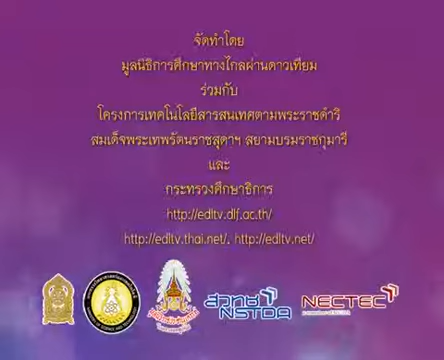 จัดทำโดย
มูลนิธิการศึกษาทางไกลผ่านดาวเทียม
ร่วมกับ
โครงการเทคโนโลยีสารสนเทศตามพระราชดำริ
สมเด็จพระเทพรัตนราชสุดาฯ สยามบรมราชกุมารี
และ
กระทรวงศึกษาธิการ
http://edltv.dlf.ac.th/
http://edltv.thai.net/, http://edltv.net/
สวทช NSTDA
NECTEC